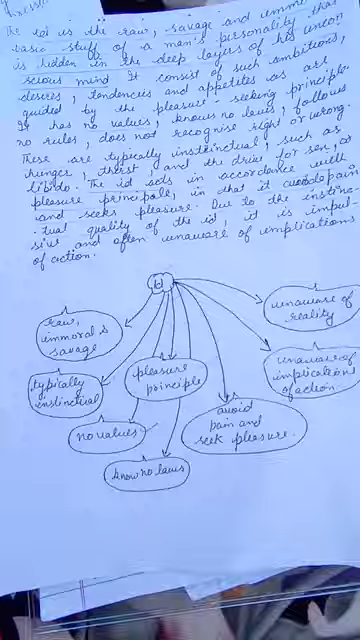 The id is the raw, savage and immo
basic stuff of a man's personality that
is hidden in the deep layers of his uncon
scious mind. It consist of such ambitions,
desires, tendencies and appetites as are
guided by the pleasure-seeking principle.
It has no values, knows no laws, follows
no rules, does not recognise right or wrong.
These are typically instinctual, such as
hunger, thirst, and the drive for sex, or
libido. The id acts in accordance with
pleasure principle, in that it avoids pain
and seeks pleasure. Due to the instinc-
tual quality of the id, it is impul-
sive and often unaware of implications
of action.
id
unaware of
reality
raw,
immoral &
savage
unaware of
implications
of action
pleasure
principle
typically
instinctual
avoid
pain and
seek pleasure.
no values
know no laws